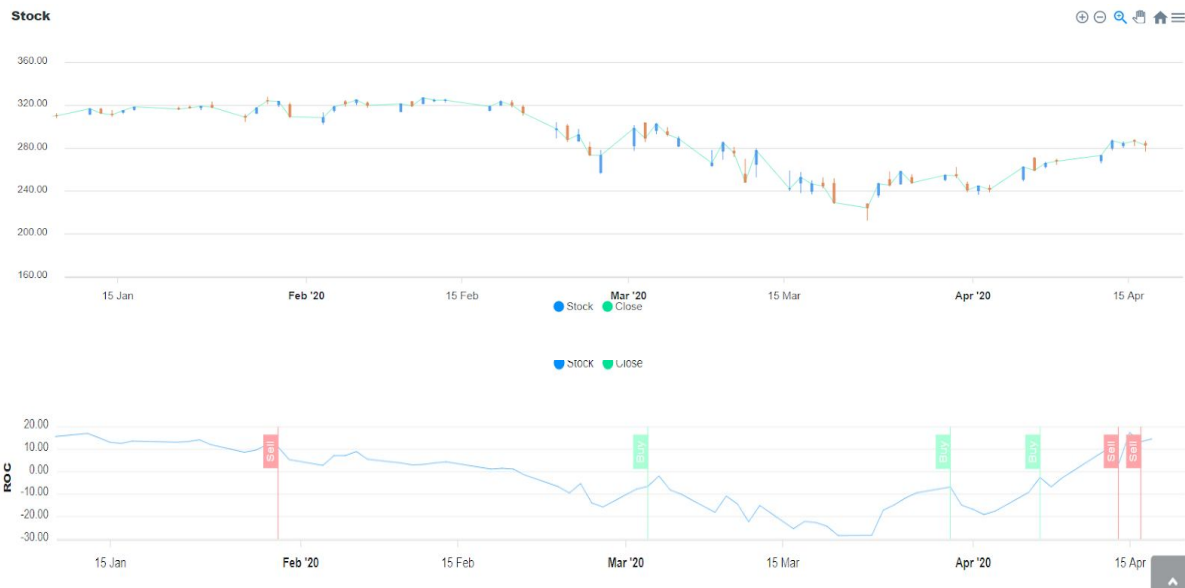 Stock
360.00
320.00
280.00
240.00
200.00
160.00
15 Jan Feb '20 15 Feb Mar '20 15 Mar Apr '20 15 Apr
Stock Close
Stock Close
20.00
10.00
0.00
-10.00
-20.00
-30.00
ROC
Sell Buy Buy Buy Sell Sell
15 Jan Feb '20 15 Feb Mar '20 15 Mar Apr '20 15 Apr